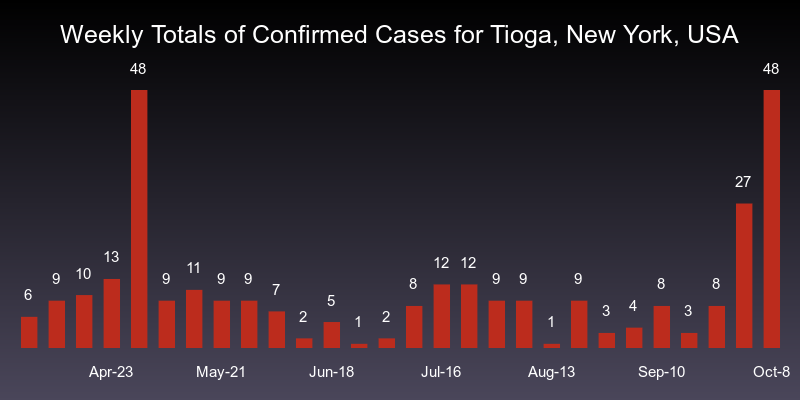 Weekly Totals of Confirmed Cases for Tioga, New York, USA
6 9 10 13 48 9 11 9 9 7 2 5 1 2 8 12 12 9 9 1 9 3 4 8 3 8 27 48
Apr-23 May-21 Jun-18 Jul-16 Aug-13 Sep-10 Oct-8